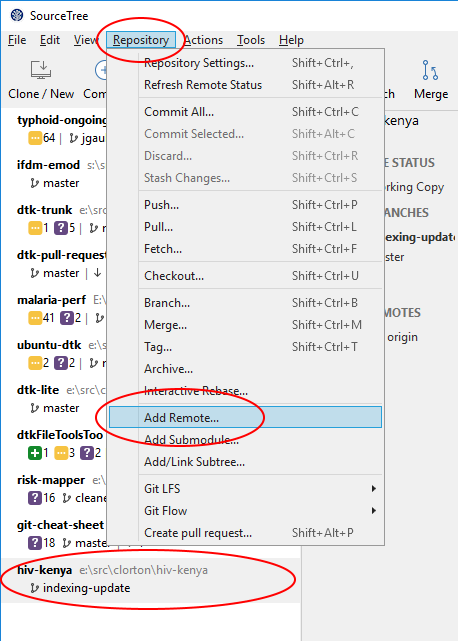 SourceTree
File Edit View Repository Actions Tools Help
Clone / New Com ch Merge
Repository Settings... Shift+Ctrl+,
Refresh Remote Status Shift+Alt+R
Commit All... Shift+Ctrl+C
Commit Selected... Shift+Alt+C
Discard... Shift+Ctrl+R
Stash Changes... Shift+Ctrl+S
Push... Shift+Ctrl+P
Pull... Shift+Ctrl+L
Fetch... Shift+Ctrl+F
Checkout... Shift+Ctrl+U
Branch... Shift+Ctrl+B
Merge... Shift+Ctrl+M
Tag... Shift+Ctrl+T
Archive...
Interactive Rebase...
Add Remote...
Add Submodule...
Add/Link Subtree...
Git LFS
Git Flow
Create pull request... Shift+Alt+P
typhoid-ongoing
64 | jgau
ifdm-emod s:\s
master
dtk-trunk e:\src
1 ?5 |
dtk-pull-request
master |
malaria-perf E:\
41 ?2 |
ubuntu-dtk e:\s
2 ?2 |
dtk-lite e:\src\c
master
dtkFileToolsToo
1 3 ?2
risk-mapper e:\
?16 cleane
git-cheat-sheet
?18 master |
hiv-kenya e:\src\clorton\hiv-kenya
indexing-update
kenya
E STATUS
orking Copy
ANCHES
ndexing-update
ster
MOTES
origin